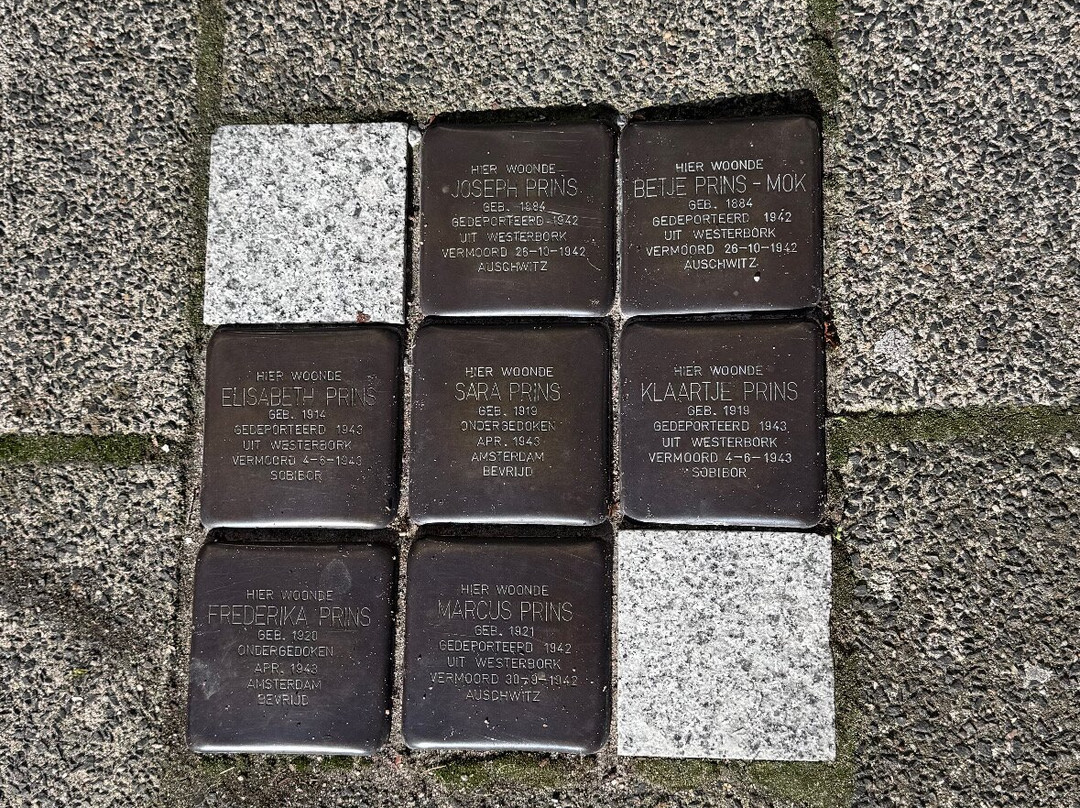 HIER WOONDE
JOSEPH PRINS
GEB. 1884
GEDEPORTEERD 1942
UIT WESTERBORK
VERMOORD 26-10-1942
AUSCHWITZ
HIER WOONDE
BETJE PRINS - MOK
GEB. 1884
GEDEPORTEERD 1942
UIT WESTERBORK
VERMOORD 26-10-1942
AUSCHWITZ
HIER WOONDE
ELISABETH PRINS
GEB. 1914
GEDEPORTEERD 1943
UIT WESTERBORK
VERMOORD 4-6-1943
SOBIBOR
HIER WOONDE
SARA PRINS
GEB. 1919
ONDERGEDOKEN
APR. 1943
AMSTERDAM
BEVRIJD
HIER WOONDE
KLAARTJE PRINS
GEB. 1919
GEDEPORTEERD 1943
UIT WESTERBORK
VERMOORD 4-6-1943
SOBIBOR
HIER WOONDE
FREDERIKA PRINS
GEB. 1920
ONDERGEDOKEN
APR. 1943
AMSTERDAM
BEVRIJD
HIER WOONDE
MARCUS PRINS
GEB. 1921
GEDEPORTEERD 1942
UIT WESTERBORK
VERMOORD 30-9-1942
AUSCHWITZ